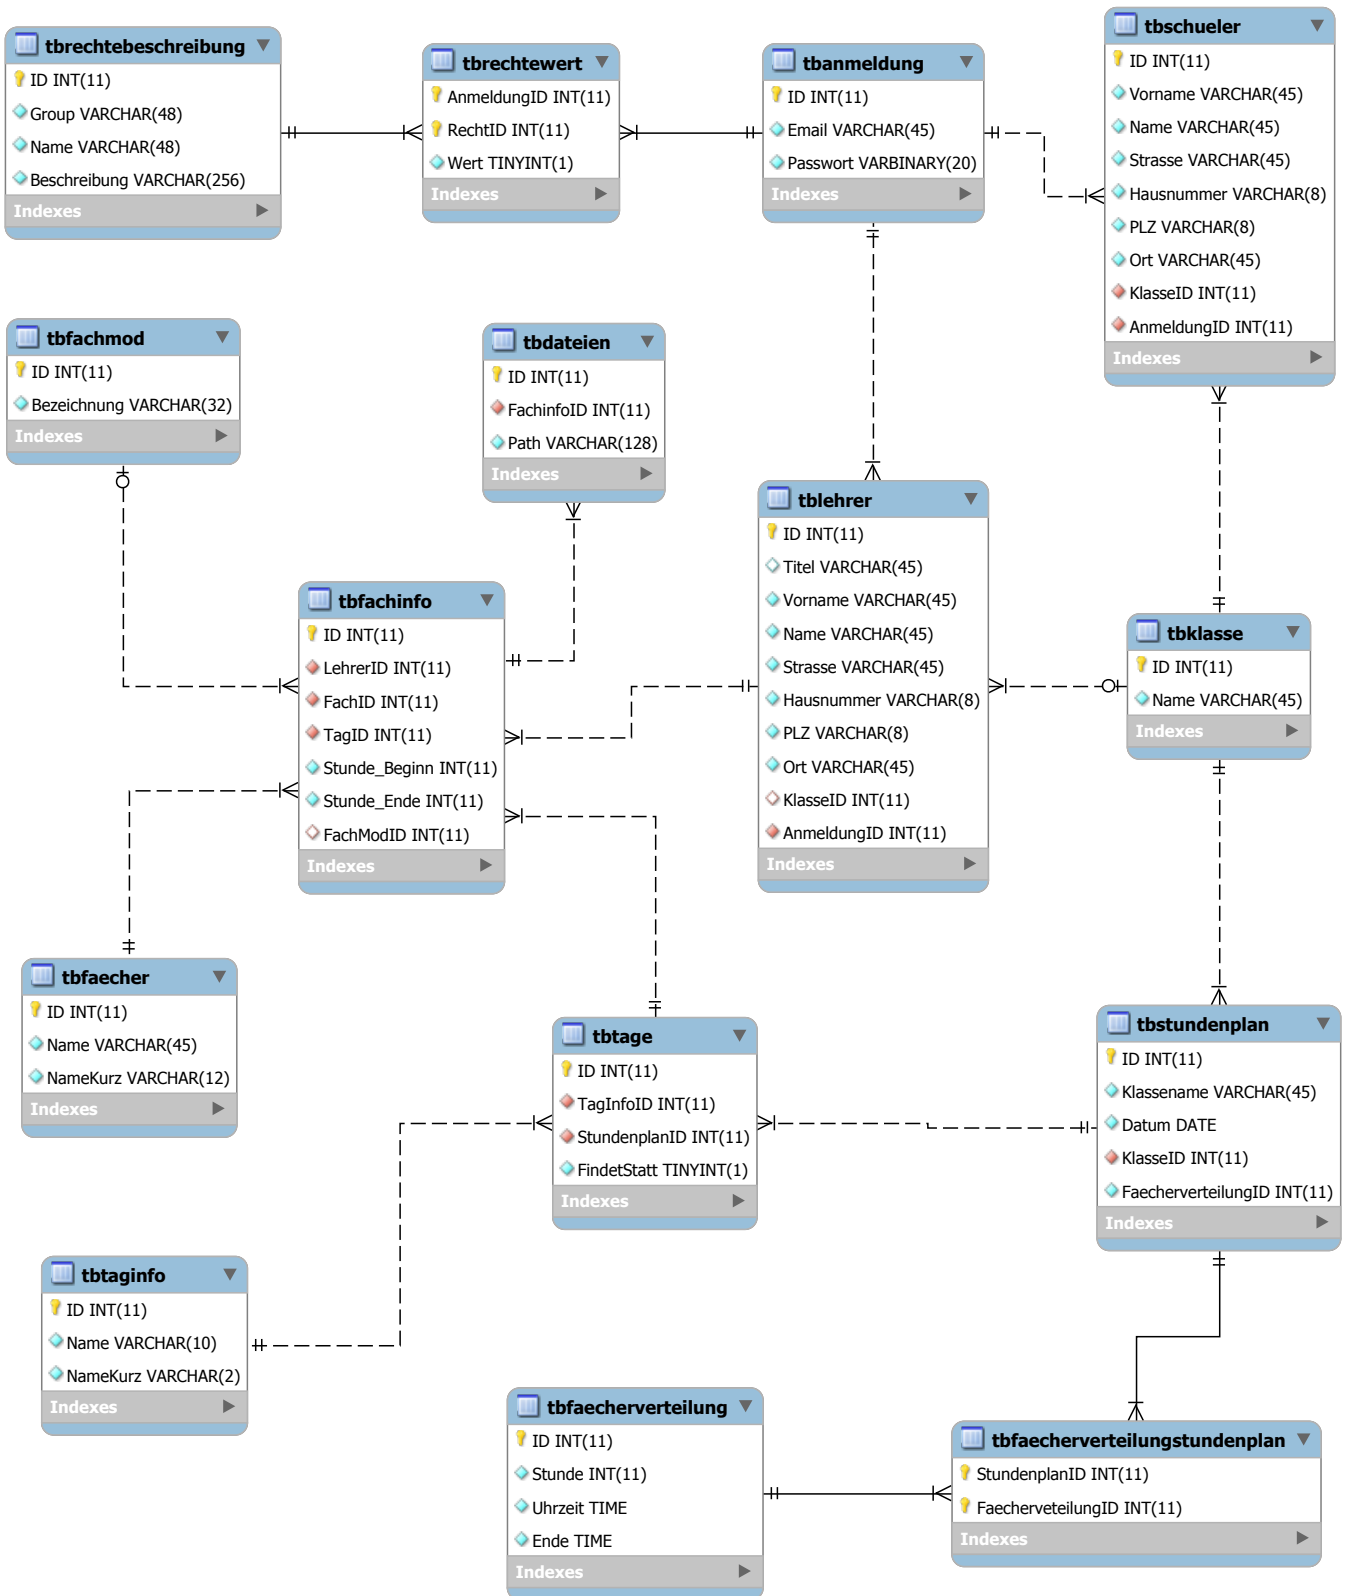 tbrechtebeschreibung
ID INT(11)
Group VARCHAR(48)
Name VARCHAR(48)
Beschreibung VARCHAR(256)
Indexes
tbrechtewert
AnmeldungID INT(11)
RechtID INT(11)
Wert TINYINT(1)
Indexes
tbanmeldung
ID INT(11)
Email VARCHAR(45)
Passwort VARBINARY(20)
Indexes
tbschueler
ID INT(11)
Vorname VARCHAR(45)
Name VARCHAR(45)
Strasse VARCHAR(45)
Hausnummer VARCHAR(8)
PLZ VARCHAR(8)
Ort VARCHAR(45)
KlasseID INT(11)
AnmeldungID INT(11)
Indexes
tbfachmod
ID INT(11)
Bezeichnung VARCHAR(32)
Indexes
tbdateien
ID INT(11)
FachinfoID INT(11)
Path VARCHAR(128)
Indexes
tblehrer
ID INT(11)
Titel VARCHAR(45)
Vorname VARCHAR(45)
Name VARCHAR(45)
Strasse VARCHAR(45)
Hausnummer VARCHAR(8)
PLZ VARCHAR(8)
Ort VARCHAR(45)
KlasseID INT(11)
AnmeldungID INT(11)
Indexes
tbfachinfo
ID INT(11)
LehrerID INT(11)
FachID INT(11)
TagID INT(11)
Stunde_Beginn INT(11)
Stunde_Ende INT(11)
FachModID INT(11)
Indexes
tbklasse
ID INT(11)
Name VARCHAR(45)
Indexes
tbfaecher
ID INT(11)
Name VARCHAR(45)
NameKurz VARCHAR(12)
Indexes
tbtage
ID INT(11)
TagInfoID INT(11)
StundenplanID INT(11)
FindetStatt TINYINT(1)
Indexes
tbstundenplan
ID INT(11)
Klassename VARCHAR(45)
Datum DATE
KlasseID INT(11)
FaecherverteilungID INT(11)
Indexes
tbtaginfo
ID INT(11)
Name VARCHAR(10)
NameKurz VARCHAR(2)
Indexes
tbfaecherverteilung
ID INT(11)
Stunde INT(11)
Uhrzeit TIME
Ende TIME
Indexes
tbfaecherverteilungstundenplan
StundenplanID INT(11)
FaecherveteilungID INT(11)
Indexes